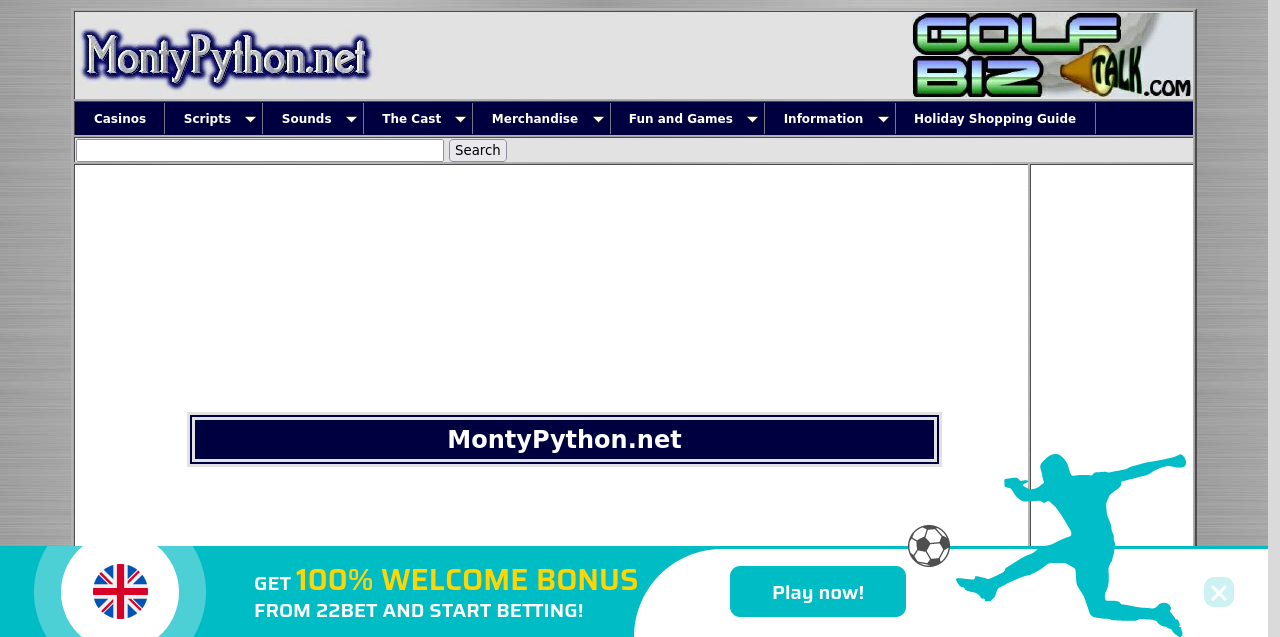 MontyPython.net
GOLF
BIZ TALK.com
Casinos Scripts Sounds The Cast Merchandise Fun and Games Information Holiday Shopping Guide
Search
MontyPython.net
GET 100% WELCOME BONUS
FROM 22BET AND START BETTING!
Play now!